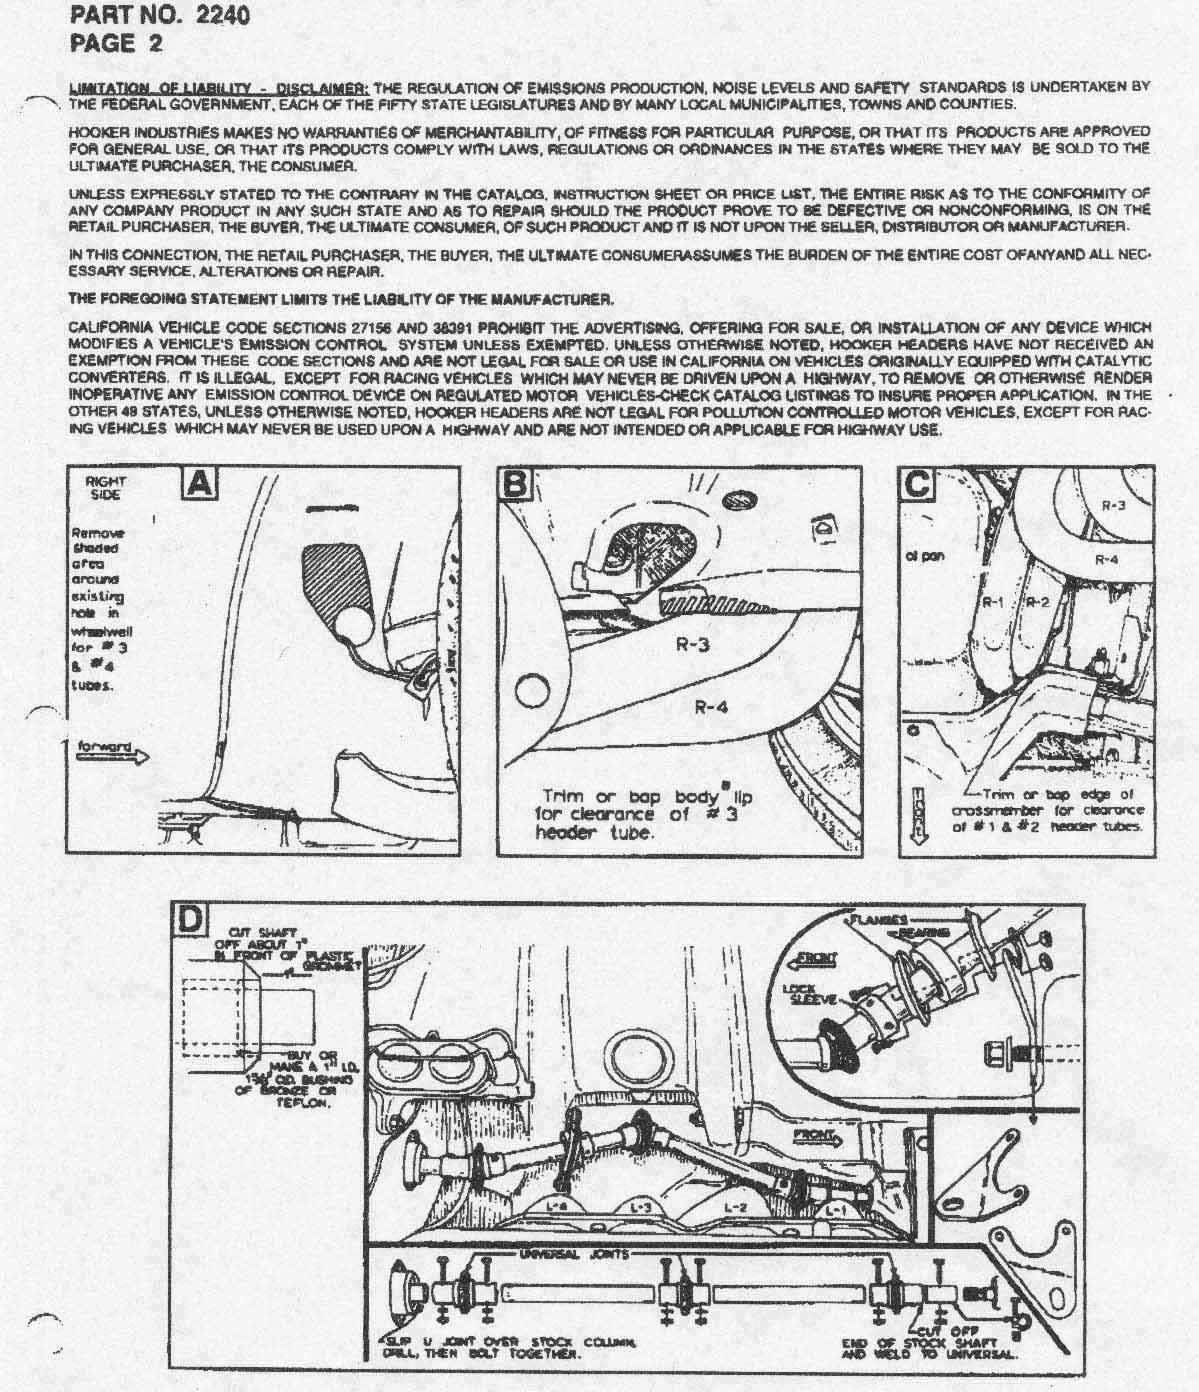 PART NO. 2240
PAGE 2
LIMITATION OF LIABILITY - DISCLAIMER: THE REGULATION OF EMISSIONS PRODUCTION, NOISE LEVELS AND SAFETY STANDARDS IS UNDERTAKEN BY
THE FEDERAL GOVERNMENT, EACH OF THE FIFTY STATE LEGISLATURES AND BY MANY LOCAL MUNICIPALITIES, TOWNS AND COUNTIES.
HOOKER INDUSTRIES MAKES NO WARRANTIES OF MERCHANTABILITY, OF FITNESS FOR PARTICULAR PURPOSE, OR THAT ITS PRODUCTS ARE APPROVED
FOR GENERAL USE, OR THAT ITS PRODUCTS COMPLY WITH LAWS, REGULATIONS OR ORDINANCES IN THE STATES WHERE THEY MAY BE SOLD TO THE
ULTIMATE PURCHASER, THE CONSUMER.
UNLESS EXPRESSLY STATED TO THE CONTRARY IN THE CATALOG, INSTRUCTION SHEET OR PRICE LIST, THE ENTIRE RISK AS TO THE CONFORMITY OF
ANY COMPANY PRODUCT IN ANY SUCH STATE AND AS TO REPAIR SHOULD THE PRODUCT PROVE TO BE DEFECTIVE OR NONCONFORMING, IS ON THE
RETAIL PURCHASER, THE BUYER, THE ULTIMATE CONSUMER, OF SUCH PRODUCT AND IT IS NOT UPON THE SELLER, DISTRIBUTOR OR MANUFACTURER.
IN THIS CONNECTION, THE RETAIL PURCHASER, THE BUYER, THE ULTIMATE CONSUMERASSUMES THE BURDEN OF THE ENTIRE COST OFANYAND ALL NEC-
ESSARY SERVICE, ALTERATIONS OR REPAIR.
THE FOREGOING STATEMENT LIMITS THE LIABILITY OF THE MANUFACTURER.
CALIFORNIA VEHICLE CODE SECTIONS 27156 AND 38391 PROHIBIT THE ADVERTISING, OFFERING FOR SALE, OR INSTALLATION OF ANY DEVICE WHICH
MODIFIES A VEHICLE'S EMISSION CONTROL SYSTEM UNLESS EXEMPTED. UNLESS OTHERWISE NOTED, HOOKER HEADERS HAVE NOT RECEIVED AN
EXEMPTION FROM THESE CODE SECTIONS AND ARE NOT LEGAL FOR SALE OR USE IN CALIFORNIA ON VEHICLES ORIGINALLY EQUIPPED WITH CATALYTIC
CONVERTERS. IT IS ILLEGAL, EXCEPT FOR RACING VEHICLES WHICH MAY NEVER BE DRIVEN UPON A HIGHWAY, TO REMOVE OR OTHERWISE RENDER
INOPERATIVE ANY EMISSION CONTROL DEVICE ON REGULATED MOTOR VEHICLES-CHECK CATALOG LISTINGS TO INSURE PROPER APPLICATION. IN THE
OTHER 49 STATES, UNLESS OTHERWISE NOTED, HOOKER HEADERS ARE NOT LEGAL FOR POLLUTION CONTROLLED MOTOR VEHICLES, EXCEPT FOR RAC-
ING VEHICLES WHICH MAY NEVER BE USED UPON A HIGHWAY AND ARE NOT INTENDED OR APPLICABLE FOR HIGHWAY USE.
A
RIGHT
SIDE
Remove
shaded
area
around
existing
hole in
wheelwell
for #3
& #4
tubes.
forward
B
R-3
R-4
Trim or bap body lip
for clearance of #3
header tube.
C
R-3
R-4
oil pan
R-1
R-2
Trim or bap edge of
crossmember for clearance
of #1 & #2 header tubes.
front
D
CUT SHAFT
OFF ABOUT 1"
IN FRONT OF PLASTIC
GROMMET
BUY OR
MAKE A 1" I.D.
O.D. BUSHING
OF BRONZE OR
TEFLON.
FLANGES
BEARING
FRONT
LOCK
SLEEVE
FRONT
L-4
L-3
L-2
L-1
UNIVERSAL JOINTS
SLIP U JOINT OVER STOCK COLUMN,
DRILL, THEN BOLT TOGETHER.
CUT OFF
END OF STOCK SHAFT
AND WELD TO UNIVERSAL.